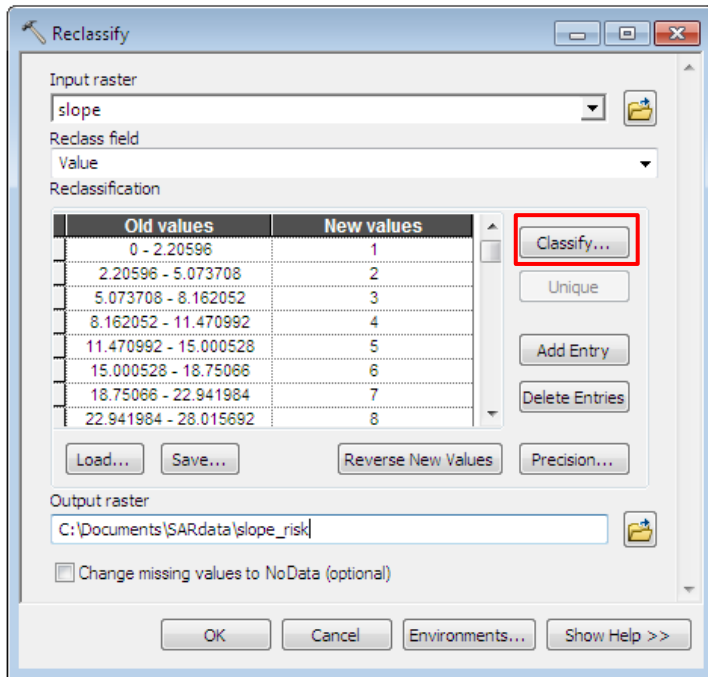 Reclassify
Input raster
slope
Reclass field
Value
Reclassification
Old values New values
0 - 2.20596 1
2.20596 - 5.073708 2
5.073708 - 8.162052 3
8.162052 - 11.470992 4
11.470992 - 15.000528 5
15.000528 - 18.75066 6
18.75066 - 22.941984 7
22.941984 - 28.015692 8
Classify...
Unique
Add Entry
Delete Entries
Load... Save... Reverse New Values Precision...
Output raster
C:\Documents\SARdata\slope_risk
Change missing values to NoData (optional)
OK Cancel Environments... Show Help >>